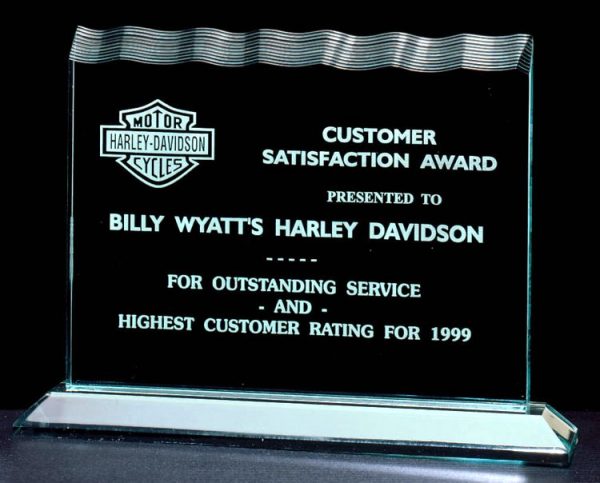 MOTOR
HARLEY-DAVIDSON
CYCLES
CUSTOMER
SATISFACTION AWARD
PRESENTED TO
BILLY WYATT'S HARLEY DAVIDSON
- - - - -
FOR OUTSTANDING SERVICE
- AND -
HIGHEST CUSTOMER RATING FOR 1999